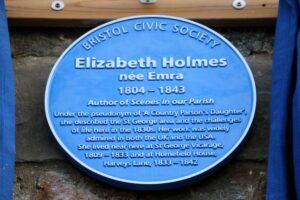 BRISTOL CIVIC SOCIETY
Elizabeth Holmes
née Emra
1804 – 1843
Author of Scenes in our Parish
Under the pseudonym of 'A Country Parson's Daughter',
she described the St George area and the challenges
of life here in the 1830s. Her work was widely
admired in both the UK and the USA.
She lived near here at St George Vicarage,
1809 – 1833 and at Homefield House,
Harveys Lane, 1833 – 1842